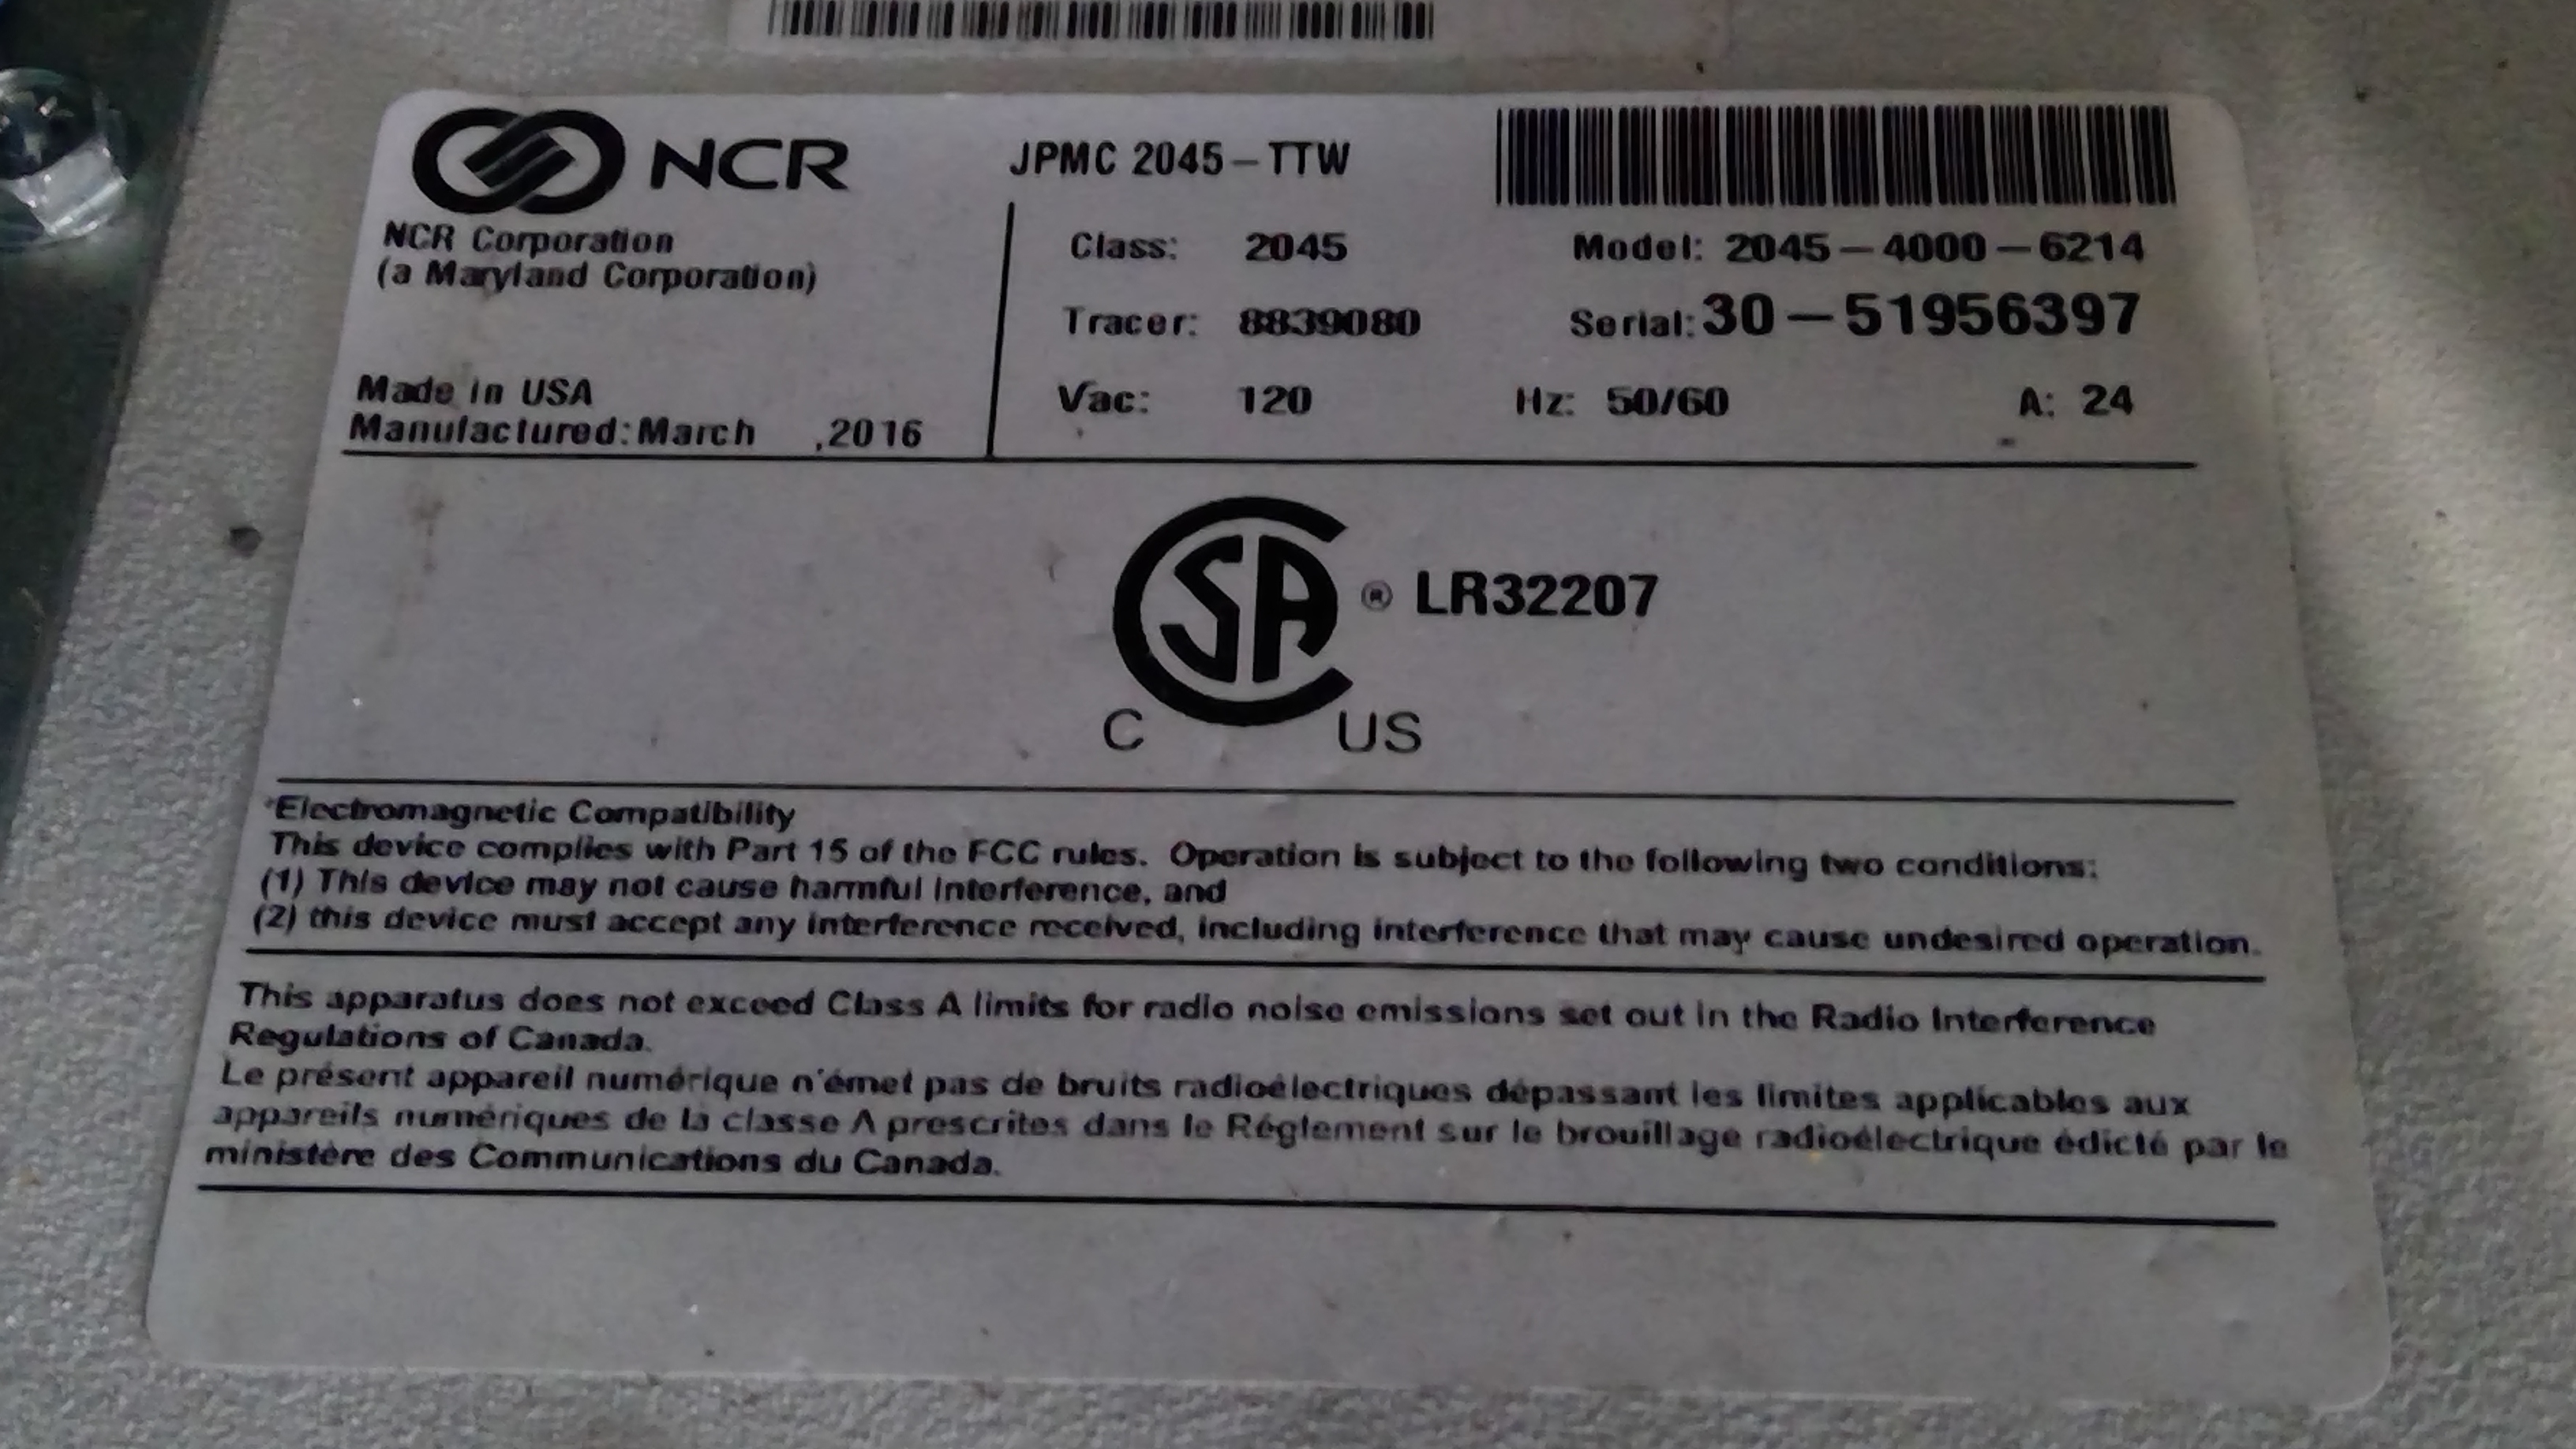 NCR
JPMC 2045-TTW
NCR Corporation
(a Maryland Corporation)
Class: 2045
Model: 2045-4000-6214
Tracer: 8839080
Serial: 30-51956397
Made in USA
Manufactured: March ,2016
Vac: 120
Hz: 50/60
A: 24
CSA ® LR32207
C US
Electromagnetic Compatibility
This device complies with Part 15 of the FCC rules. Operation is subject to the following two conditions:
(1) This device may not cause harmful interference, and
(2) this device must accept any interference received, including interference that may cause undesired operation.
This apparatus does not exceed Class A limits for radio noise emissions set out in the Radio Interference
Regulations of Canada.
Le présent appareil numérique n'émet pas de bruits radioélectriques dépassant les limites applicables aux
appareils numériques de la classe A prescrites dans le Réglement sur le brouillage radioélectrique édicté par le
ministère des Communications du Canada.